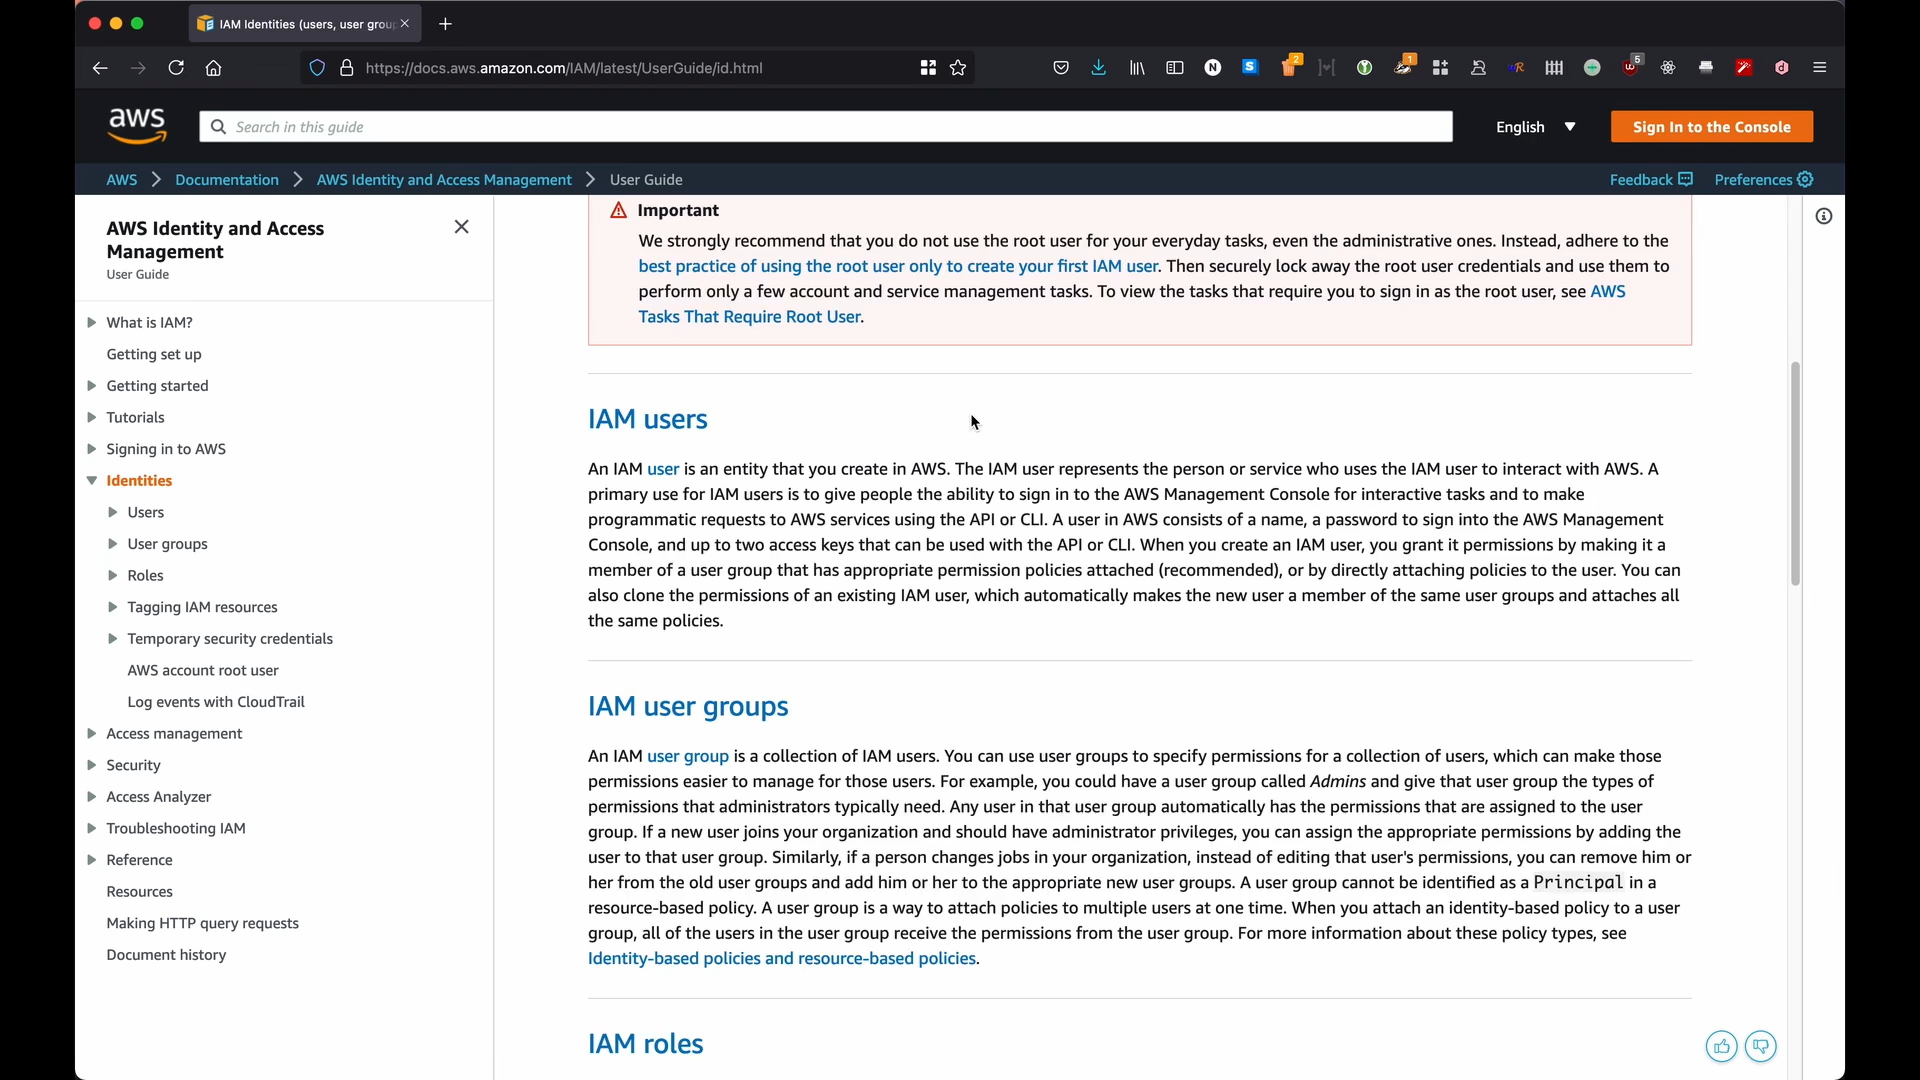 IAM Identities (users, user grou
https://docs.aws.amazon.com/IAM/latest/UserGuide/id.html
N
S
2
1
5
aws
Search in this guide
English
Sign In to the Console
AWS
Documentation
AWS Identity and Access Management
User Guide
Feedback
Preferences
AWS Identity and Access
Management
User Guide
What is IAM?
Getting set up
Getting started
Tutorials
Signing in to AWS
Identities
Users
User groups
Roles
Tagging IAM resources
Temporary security credentials
AWS account root user
Log events with CloudTrail
Access management
Security
Access Analyzer
Troubleshooting IAM
Reference
Resources
Making HTTP query requests
Document history
Important
We strongly recommend that you do not use the root user for your everyday tasks, even the administrative ones. Instead, adhere to the
best practice of using the root user only to create your first IAM user. Then securely lock away the root user credentials and use them to
perform only a few account and service management tasks. To view the tasks that require you to sign in as the root user, see AWS
Tasks That Require Root User.
IAM users
An IAM user is an entity that you create in AWS. The IAM user represents the person or service who uses the IAM user to interact with AWS. A
primary use for IAM users is to give people the ability to sign in to the AWS Management Console for interactive tasks and to make
programmatic requests to AWS services using the API or CLI. A user in AWS consists of a name, a password to sign into the AWS Management
Console, and up to two access keys that can be used with the API or CLI. When you create an IAM user, you grant it permissions by making it a
member of a user group that has appropriate permission policies attached (recommended), or by directly attaching policies to the user. You can
also clone the permissions of an existing IAM user, which automatically makes the new user a member of the same user groups and attaches all
the same policies.
IAM user groups
An IAM user group is a collection of IAM users. You can use user groups to specify permissions for a collection of users, which can make those
permissions easier to manage for those users. For example, you could have a user group called Admins and give that user group the types of
permissions that administrators typically need. Any user in that user group automatically has the permissions that are assigned to the user
group. If a new user joins your organization and should have administrator privileges, you can assign the appropriate permissions by adding the
user to that user group. Similarly, if a person changes jobs in your organization, instead of editing that user's permissions, you can remove him or
her from the old user groups and add him or her to the appropriate new user groups. A user group cannot be identified as a Principal in a
resource-based policy. A user group is a way to attach policies to multiple users at one time. When you attach an identity-based policy to a user
group, all of the users in the user group receive the permissions from the user group. For more information about these policy types, see
Identity-based policies and resource-based policies.
IAM roles